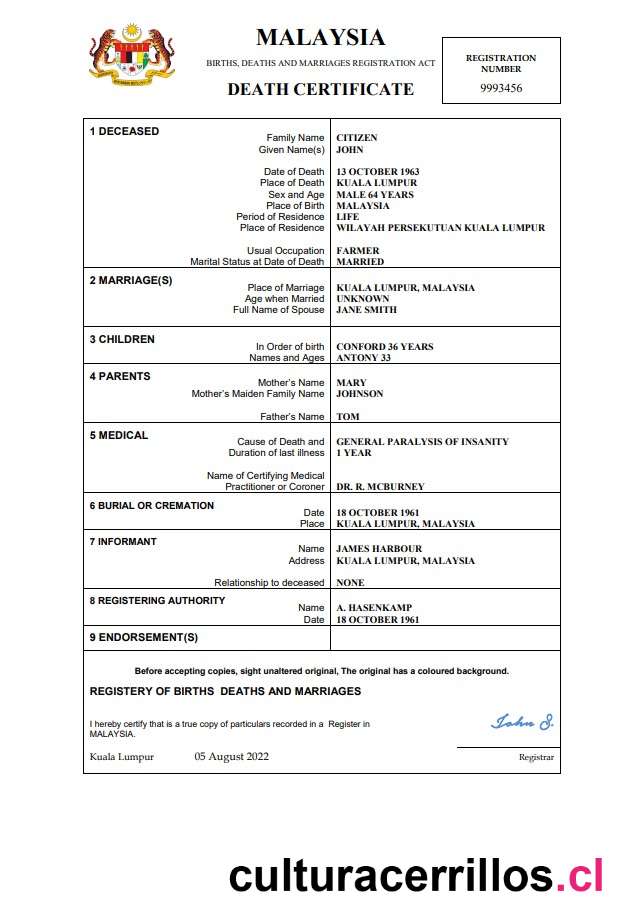 MALAYSIA
BIRTHS, DEATHS AND MARRIAGES REGISTRATION ACT
DEATH CERTIFICATE
REGISTRATION
NUMBER
9993456
1 DECEASED
Family Name CITIZEN
Given Name(s) JOHN
Date of Death 13 OCTOBER 1963
Place of Death KUALA LUMPUR
Sex and Age MALE 64 YEARS
Place of Birth MALAYSIA
Period of Residence LIFE
Place of Residence WILAYAH PERSEKUTUAN KUALA LUMPUR
Usual Occupation FARMER
Marital Status at Date of Death MARRIED
2 MARRIAGE(S)
Place of Marriage KUALA LUMPUR, MALAYSIA
Age when Married UNKNOWN
Full Name of Spouse JANE SMITH
3 CHILDREN
In Order of birth CONFORD 36 YEARS
Names and Ages ANTONY 33
4 PARENTS
Mother's Name MARY
Mother's Maiden Family Name JOHNSON
Father's Name TOM
5 MEDICAL
Cause of Death and GENERAL PARALYSIS OF INSANITY
Duration of last illness 1 YEAR
Name of Certifying Medical
Practitioner or Coroner DR. R. MCBURNEY
6 BURIAL OR CREMATION
Date 18 OCTOBER 1961
Place KUALA LUMPUR, MALAYSIA
7 INFORMANT
Name JAMES HARBOUR
Address KUALA LUMPUR, MALAYSIA
Relationship to deceased NONE
8 REGISTERING AUTHORITY
Name A. HASENKAMP
Date 18 OCTOBER 1961
9 ENDORSEMENT(S)
Before accepting copies, sight unaltered original, The original has a coloured background.
REGISTERY OF BIRTHS DEATHS AND MARRIAGES
I hereby certify that is a true copy of particulars recorded in a Register in
MALAYSIA.
John S.
Kuala Lumpur 05 August 2022 Registrar
culturacerrillos.cl